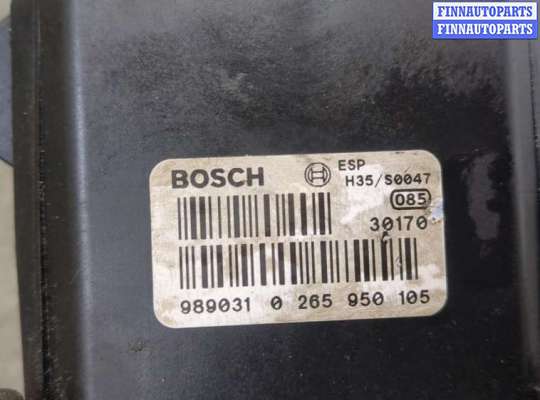 FINNAUTOPARTS
FINNAUTOPARTS
BOSCH
ESP
H35/S0047
085
30170
989031 0 265 950 105